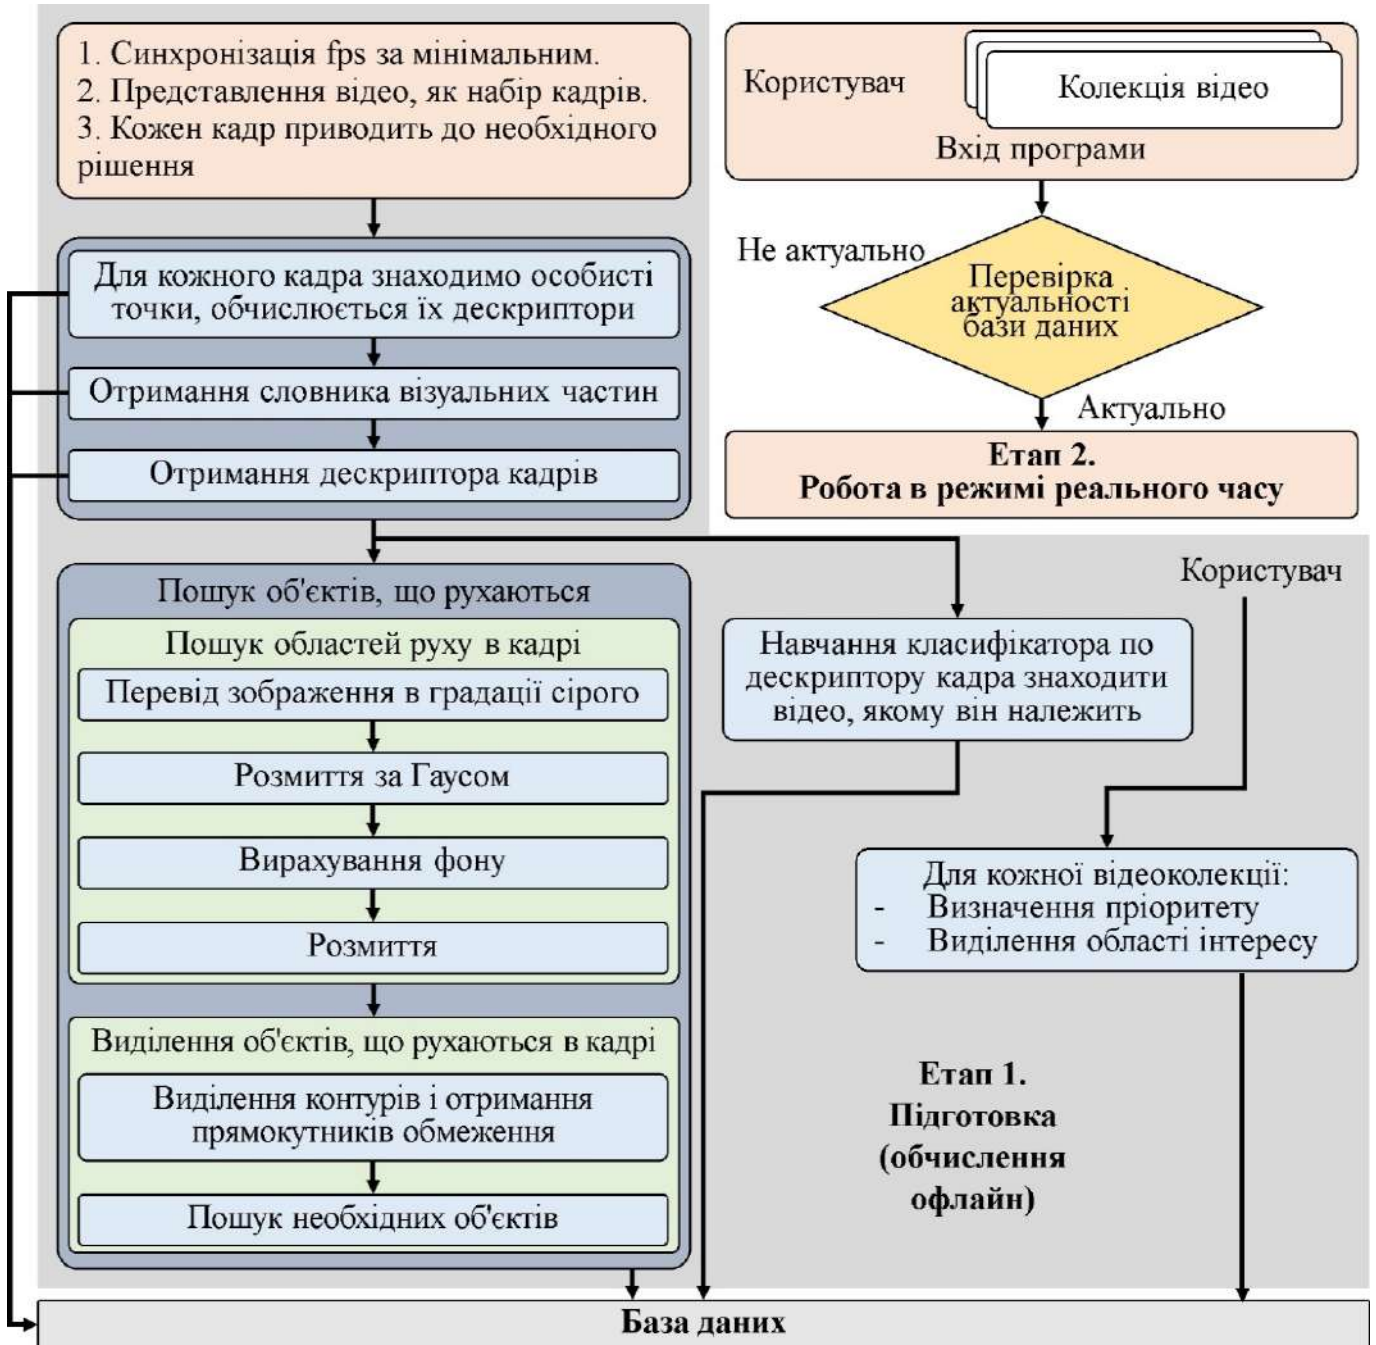 1. Синхронізація fps за мінімальним.
2. Представлення відео, як набір кадрів.
3. Кожен кадр приводить до необхідного
рішення
Користувач
Колекція відео
Вхід програми
Не актуально
Перевірка
актуальності
бази даних
Актуально
Етап 2.
Робота в режимі реального часу
Для кожного кадра знаходимо особисті
точки, обчислюється їх дескриптори
Отримання словника візуальних частин
Отримання дескриптора кадрів
Пошук об'єктів, що рухаються
Пошук областей руху в кадрі
Перевід зображення в градації сірого
Розмиття за Гаусом
Вирахування фону
Розмиття
Виділення об'єктів, що рухаються в кадрі
Виділення контурів і отримання
прямокутників обмеження
Пошук необхідних об'єктів
Навчання класифікатора по
дескриптору кадра знаходити
відео, якому він належить
Користувач
Для кожної відеоколекції:
- Визначення пріоритету
- Виділення області інтересу
Етап 1.
Підготовка
(обчислення
офлайн)
База даних